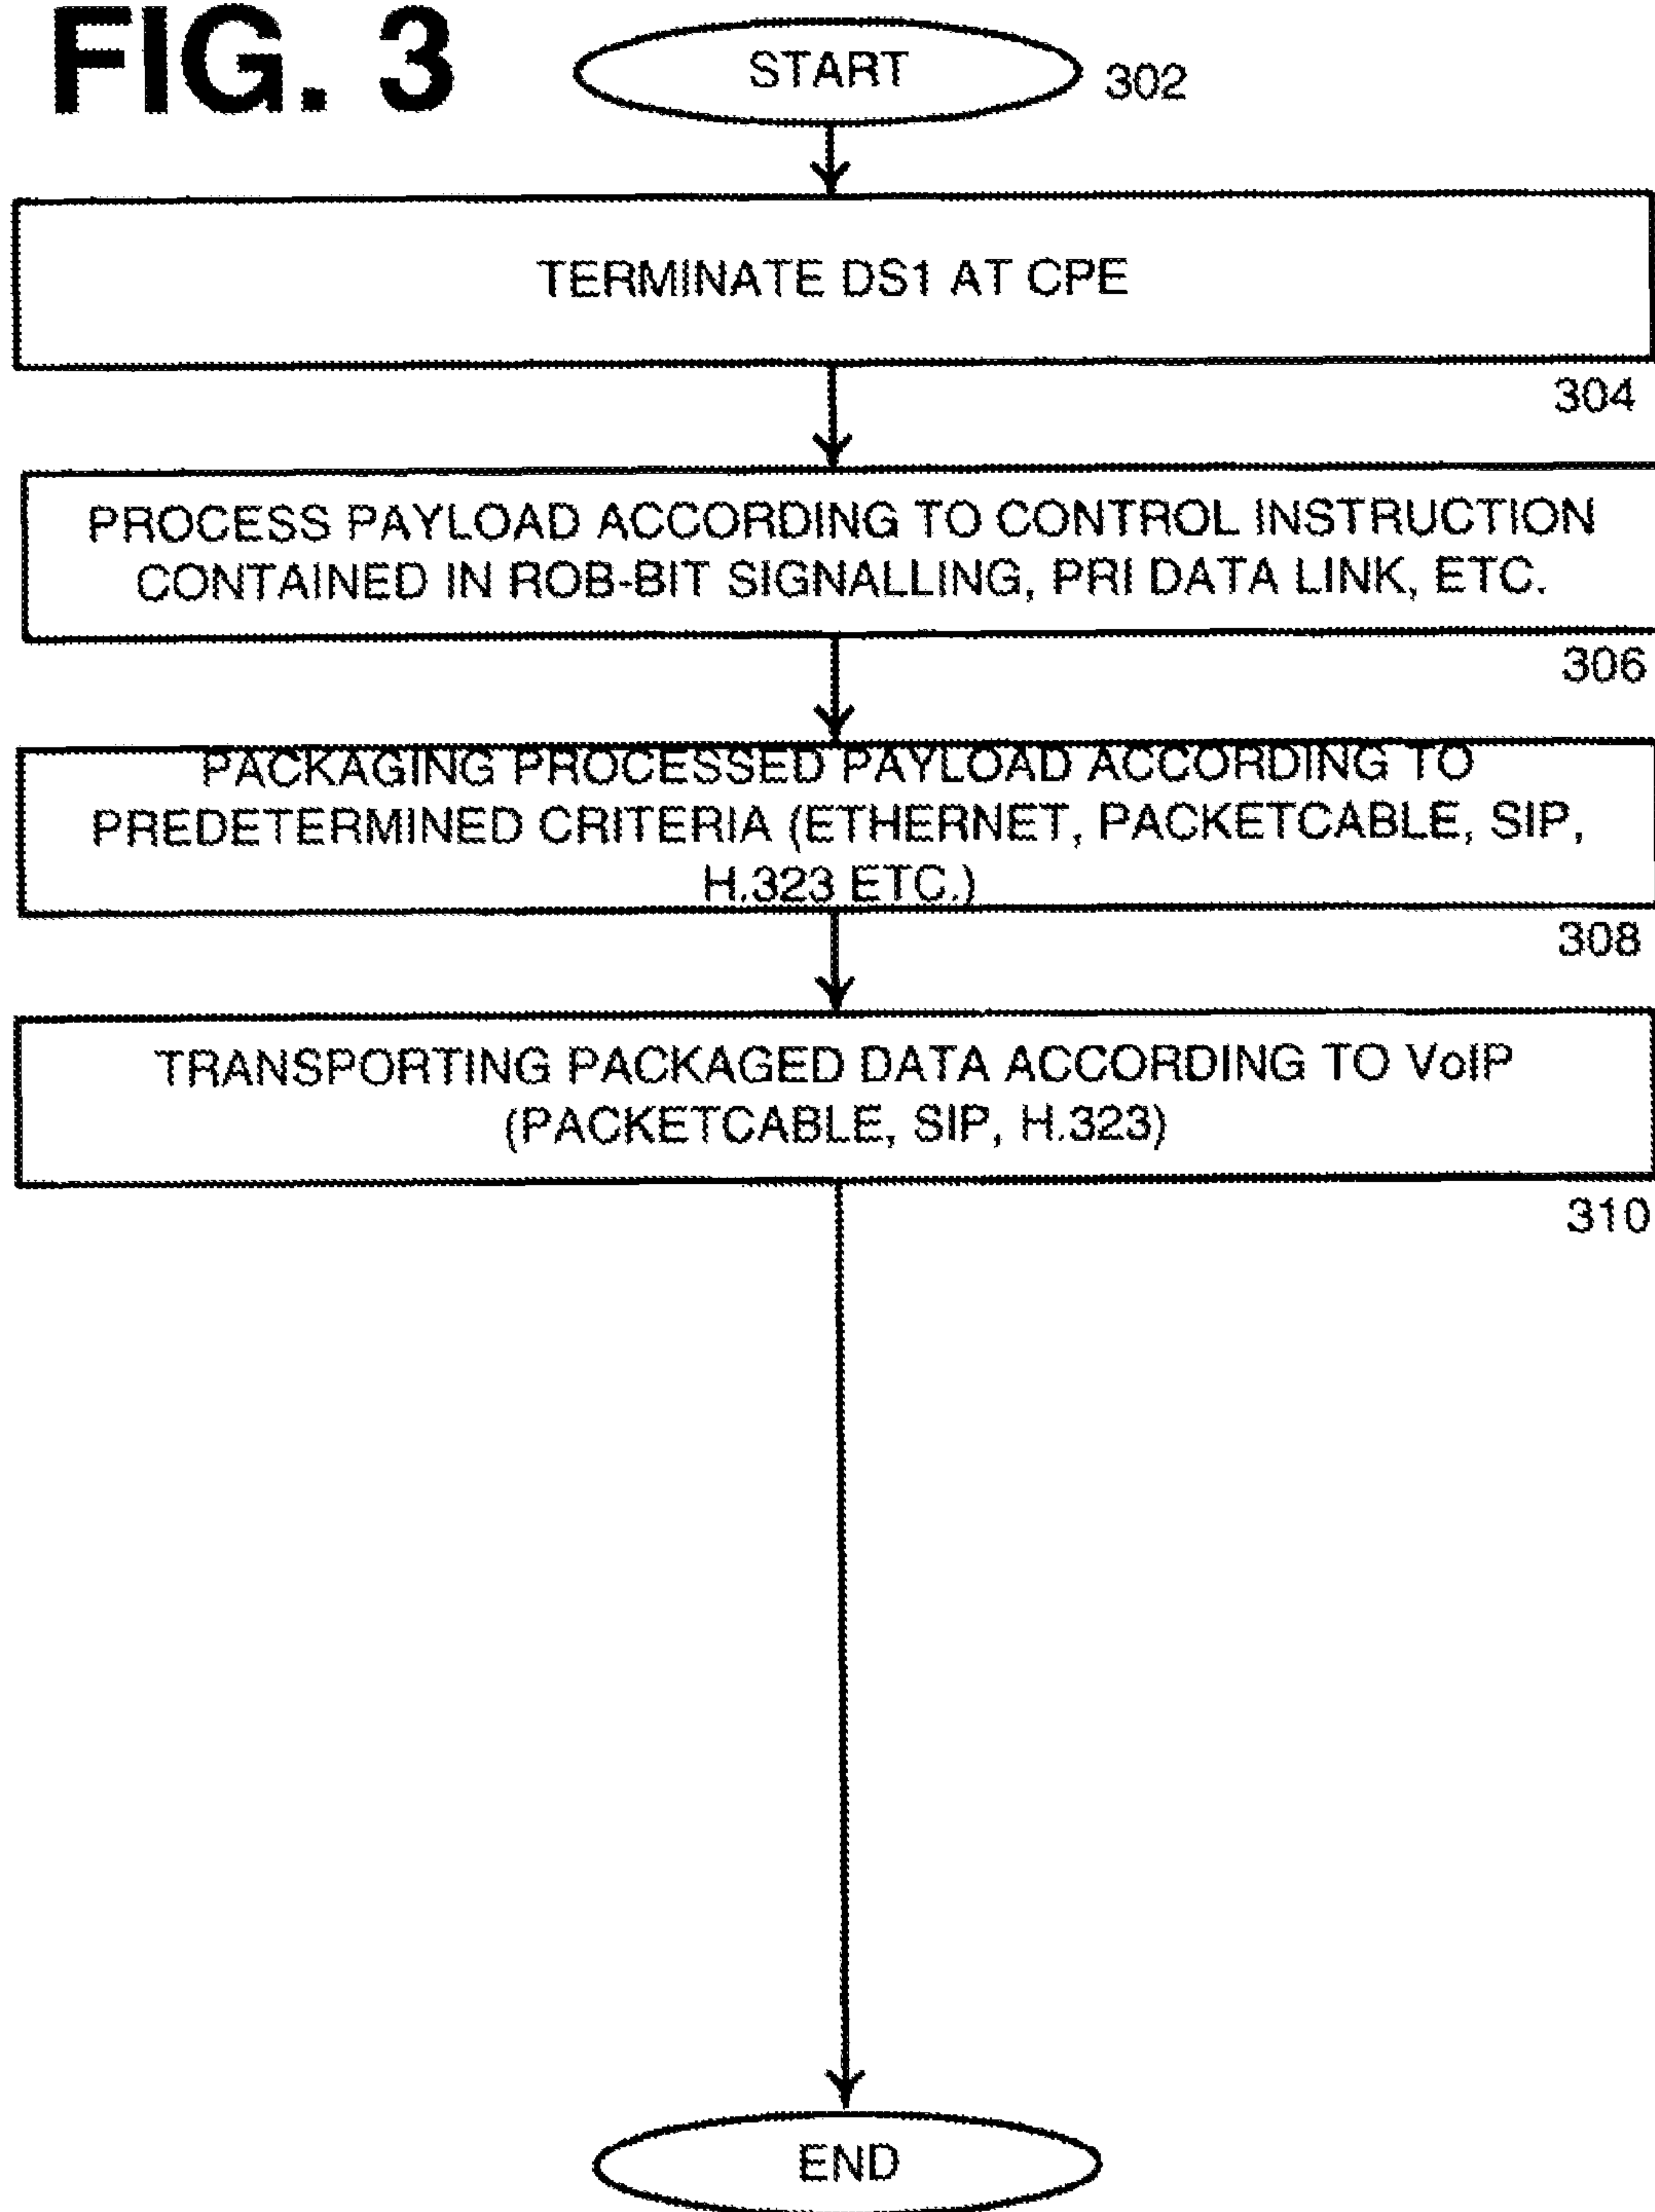 FIG. 3
START
302
TERMINATE DS1 AT CPE
304
PROCESS PAYLOAD ACCORDING TO CONTROL INSTRUCTION
CONTAINED IN ROB-BIT SIGNALLING, PRI DATA LINK, ETC.
306
PACKAGING PROCESSED PAYLOAD ACCORDING TO
PREDETERMINED CRITERIA (ETHERNET, PACKETCABLE, SIP,
H.323 ETC.)
308
TRANSPORTING PACKAGED DATA ACCORDING TO VoIP
(PACKETCABLE, SIP, H.323)
310
END